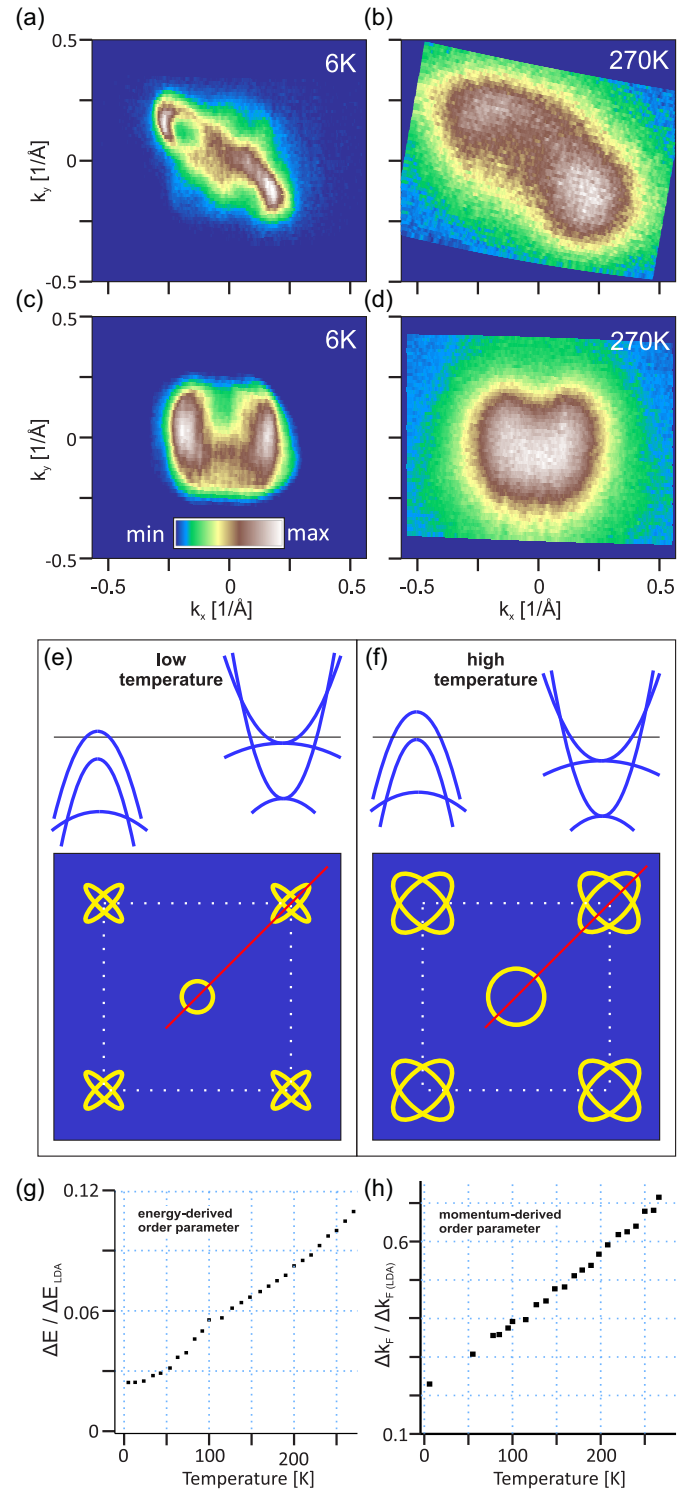 (a)
6K
(b)
270K
0.5
0
-0.5
k_y [1/Å]
(c)
6K
(d)
270K
0.5
0
-0.5
k_y [1/Å]
min
max
-0.5
0
0.5
k_x [1/Å]
-0.5
0
0.5
k_x [1/Å]
(e)
low
temperature
(f)
high
temperature
(g)
0.12
0.06
0
ΔE / ΔE_LDA
energy-derived
order parameter
0
100
200
Temperature [K]
(h)
0.6
0.1
Δk_F / Δk_F (LDA)
momentum-derived
order parameter
0
100
200
Temperature [K]